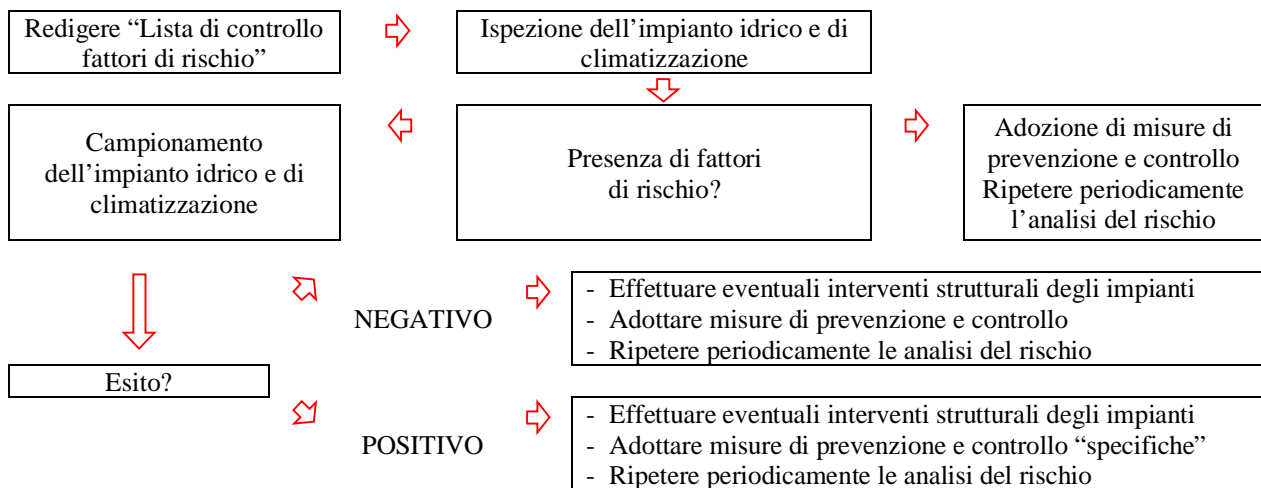 Redigere “Lista di controllo
fattori di rischio”
Ispezione dell’impianto idrico e di
climatizzazione
Campionamento
dell’impianto idrico e di
climatizzazione
Presenza di fattori
di rischio?
Adozione di misure di
prevenzione e controllo
Ripetere periodicamente
l’analisi del rischio
NEGATIVO
- Effettuare eventuali interventi strutturali degli impianti
- Adottare misure di prevenzione e controllo
- Ripetere periodicamente le analisi del rischio
Esito?
POSITIVO
- Effettuare eventuali interventi strutturali degli impianti
- Adottare misure di prevenzione e controllo “specifiche”
- Ripetere periodicamente le analisi del rischio